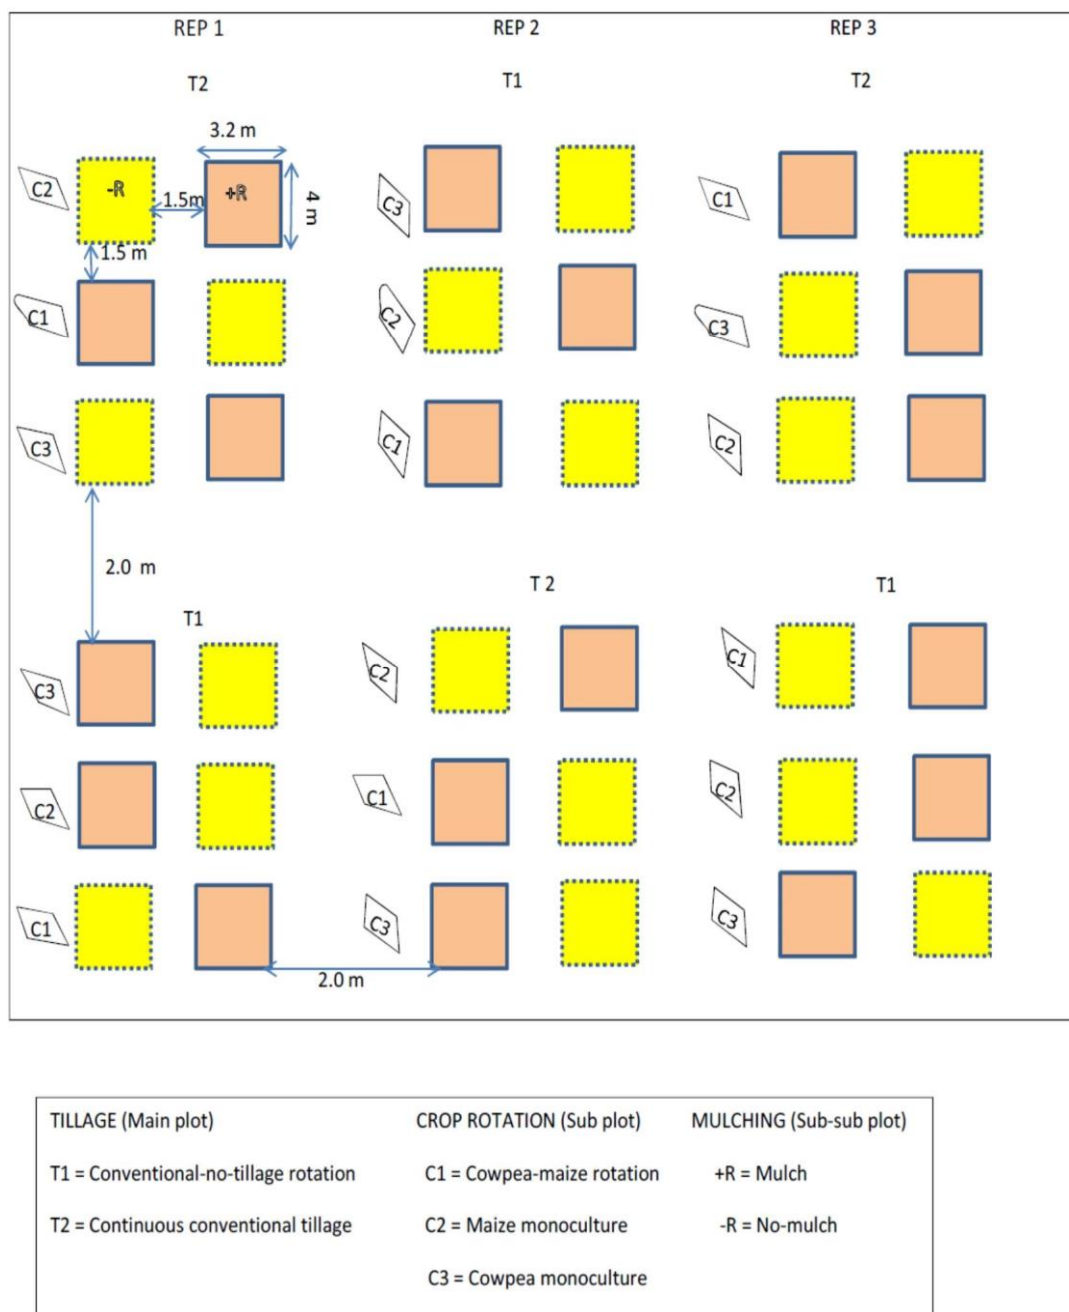 REP 1 REP 2 REP 3
T2 T1 T2
3.2 m
C2 -R 1.5m +R 4 m C3 C1
1.5 m
C1 C2 C3
C3 C1 C2
2.0 m
T1 T 2 T1
C3 C2 C1
C2 C1 C2
C1 C3 C3
2.0 m
TILLAGE (Main plot) CROP ROTATION (Sub plot) MULCHING (Sub-sub plot)
T1 = Conventional-no-tillage rotation C1 = Cowpea-maize rotation +R = Mulch
T2 = Continuous conventional tillage C2 = Maize monoculture -R = No-mulch
C3 = Cowpea monoculture